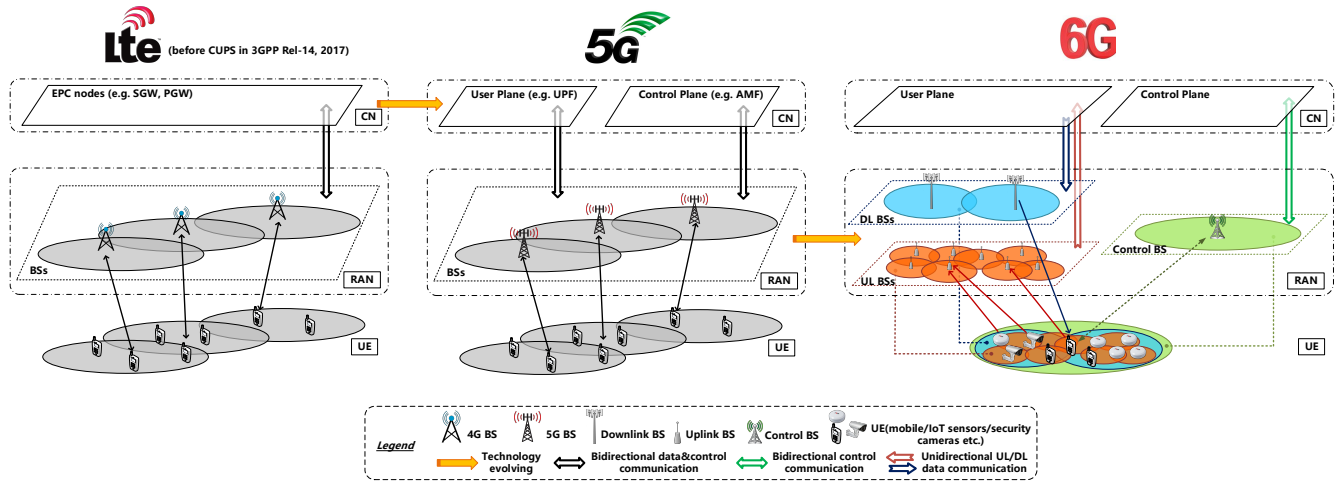 Lte (before CUPS in 3GPP Rel-14, 2017)
5G
6G
EPC nodes (e.g. SGW, PGW)
CN
User Plane (e.g. UPF)
Control Plane (e.g. AMF)
CN
User Plane
Control Plane
CN
BSs
RAN
BSs
RAN
DL BSs
UL BSs
Control BS
RAN
UE
UE
UE
Legend
4G BS
5G BS
Downlink BS
Uplink BS
Control BS
UE(mobile/IoT sensors/security
cameras etc.)
Technology
evolving
Bidirectional data&control
communication
Bidirectional control
communication
Unidirectional UL/DL
data communication